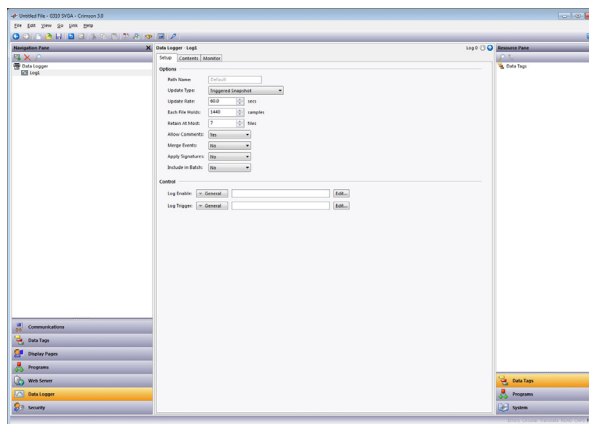 Untitled File - G310 SVGA - Crimson 3.0
File Edit View Go Link Help
Navigation Pane
Data Logger
Log1
Communications
Data Tags
Display Pages
Programs
Web Server
Data Logger
Security
Data Logger - Log1
Log 0
Setup Contents Monitor
Options
Path Name: Default
Update Type: Triggered Snapshot
Update Rate: 60.0 secs
Each File Holds: 1440 samples
Retain At Most: 7 files
Allow Comments: Yes
Merge Events: No
Apply Signature: No
Include in Batch: No
Control
Log Enable: General Edit...
Log Trigger: General Edit...
Resource Pane
Data Tags
Data Tags
Programs
System